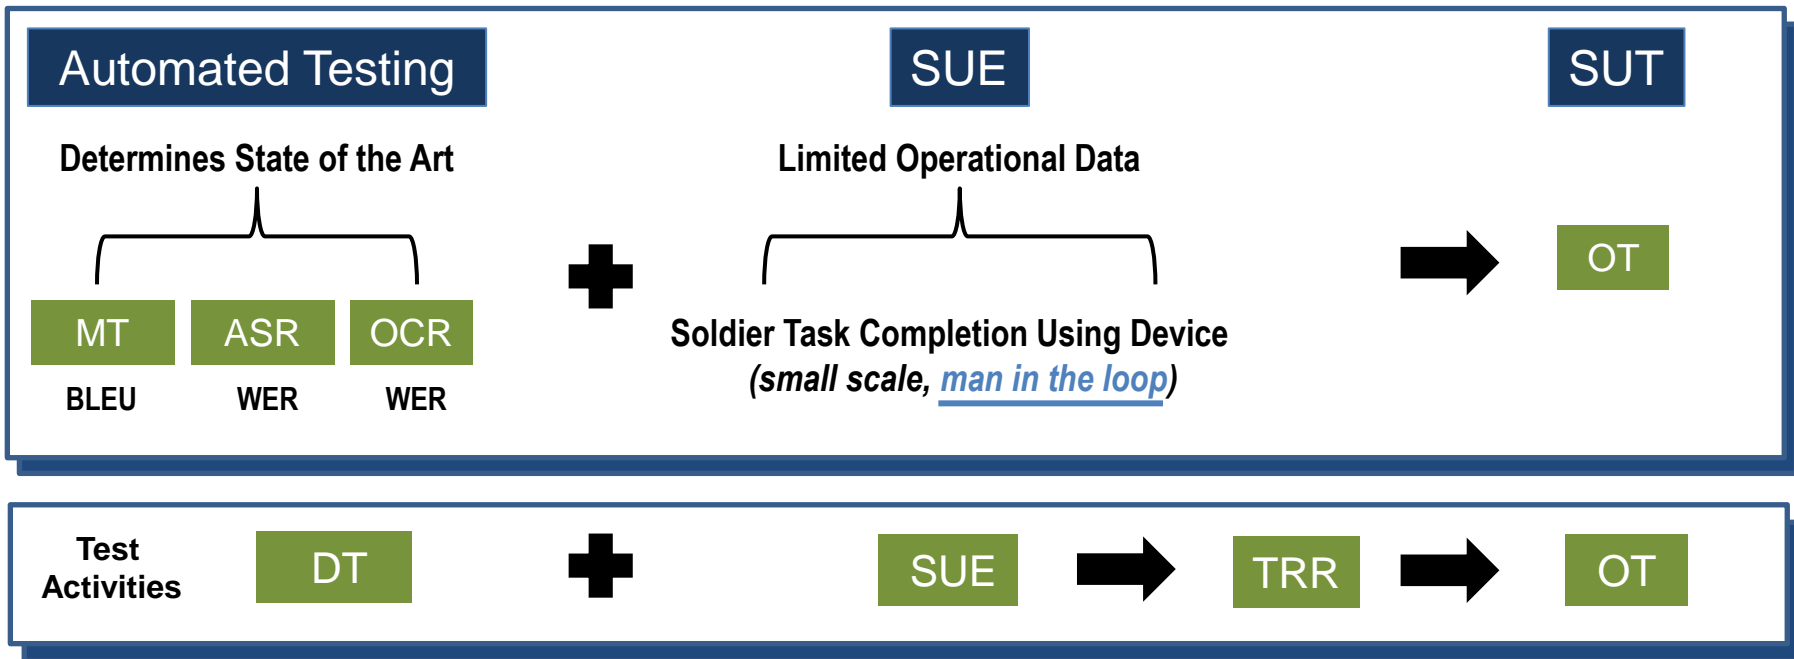 Automated Testing
SUE
SUT
Determines State of the Art
Limited Operational Data
OT
MT
ASR
OCR
BLEU
WER
WER
Soldier Task Completion Using Device
(small scale, man in the loop)
Test
Activities
DT
SUE
TRR
OT